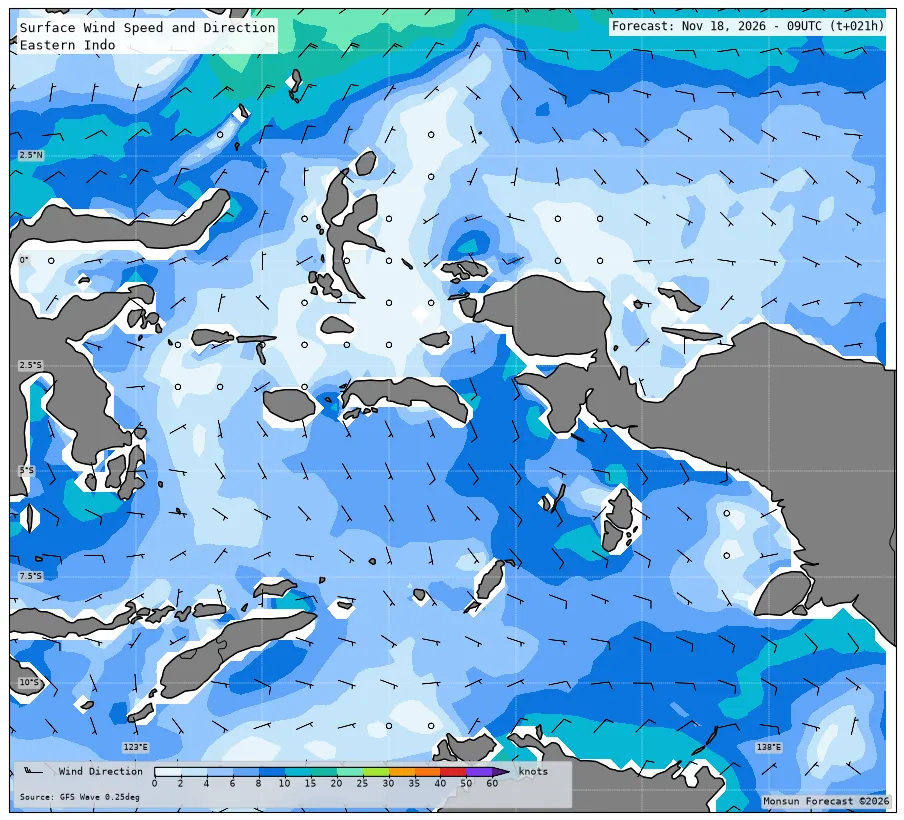 Surface Wind Speed and Direction
Eastern Indo
Forecast: Nov 18, 2026 - 09UTC (t+021h)
2.5°N
0°
2.5°S
5°S
7.5°S
10°S
123°E
138°E
Wind Direction
knots
0 2 4 6 8 10 15 20 25 30 35 40 50 60
Source: GFS Wave 0.25deg
Monsun Forecast ©2026